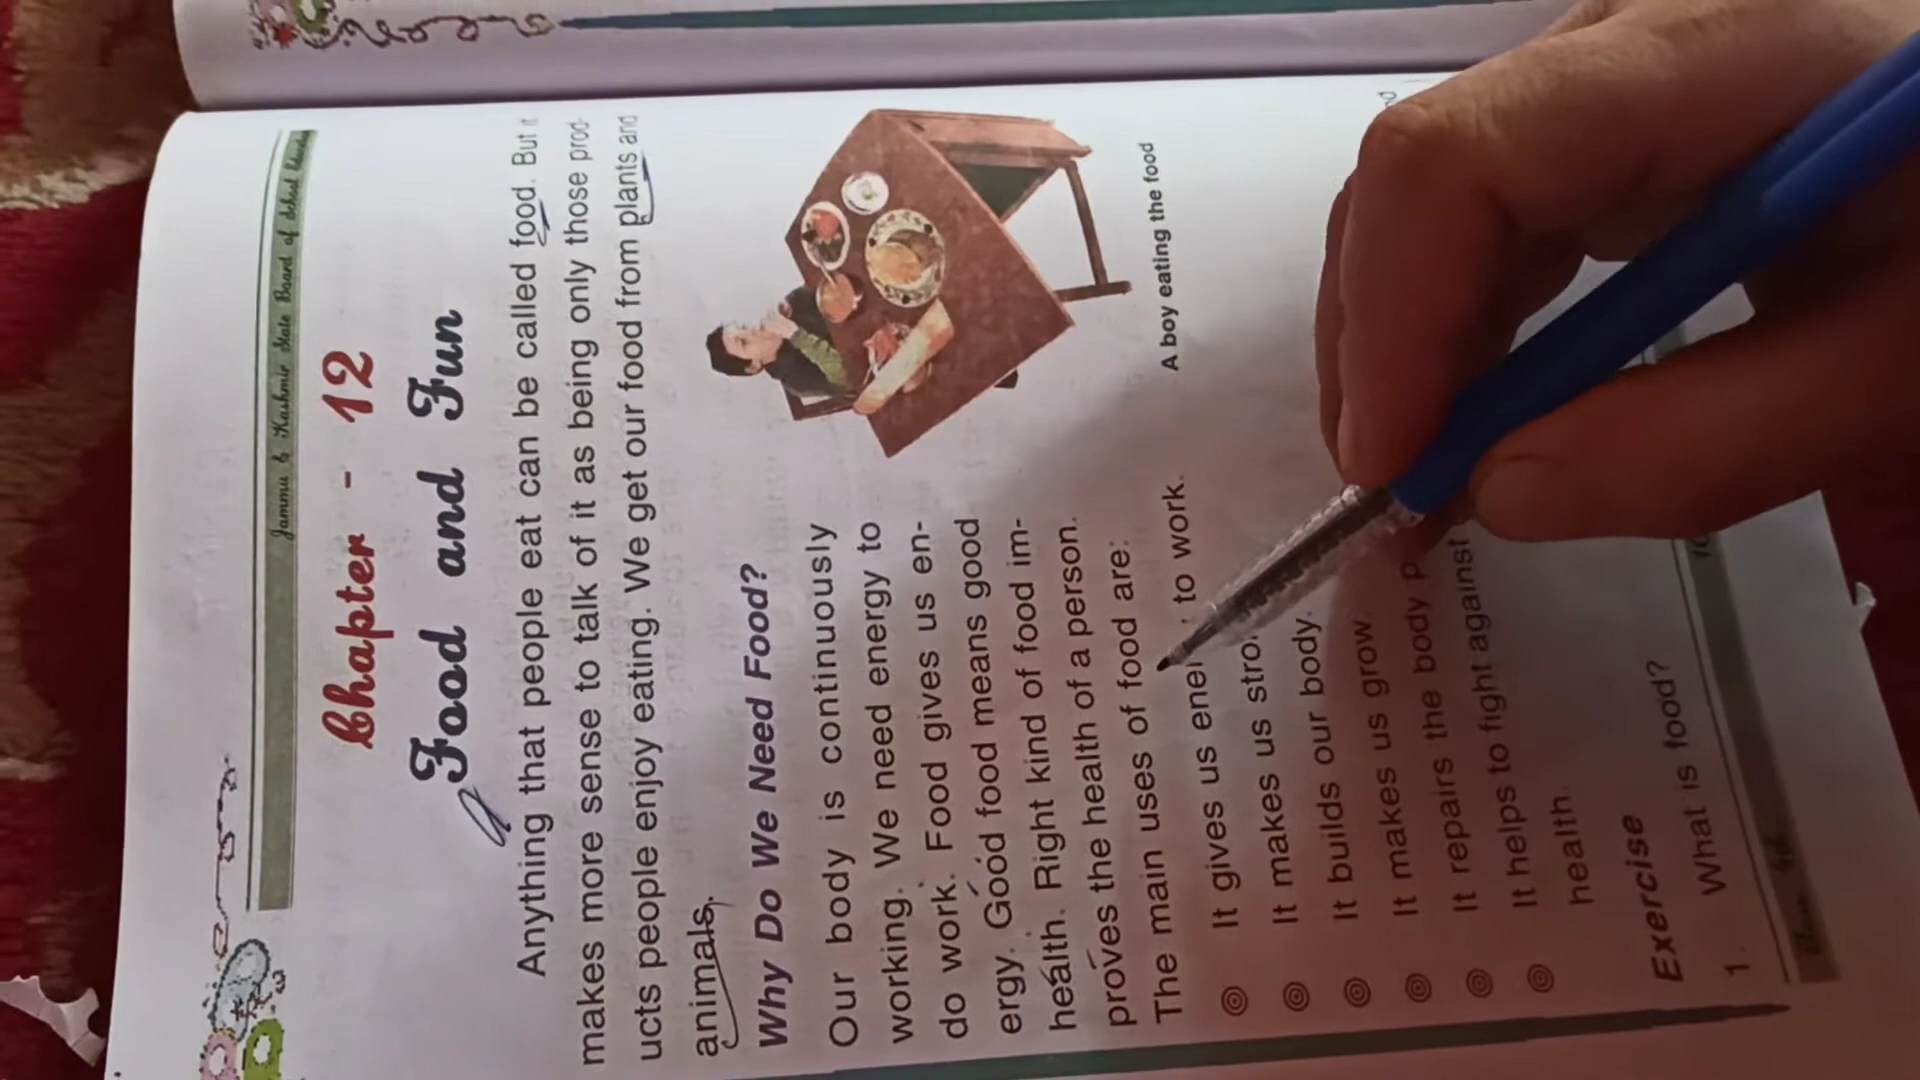 Jammu & Kashmir State Board of School Education
Chapter - 12
Food and Fun
Anything that people eat can be called food. But it
makes more sense to talk of it as being only those prod-
ucts people enjoy eating. We get our food from plants and
animals.
Why Do We Need Food?
Our body is continuously
working. We need energy to
do work. Food gives us en-
ergy. Good food means good
health. Right kind of food im-
proves the health of a person.
The main uses of food are:
A boy eating the food
It gives us to work.
It makes us
It builds our body.
It makes us grow.
It repairs the body
It helps to fight against
health.
Exercise
1. What is food?